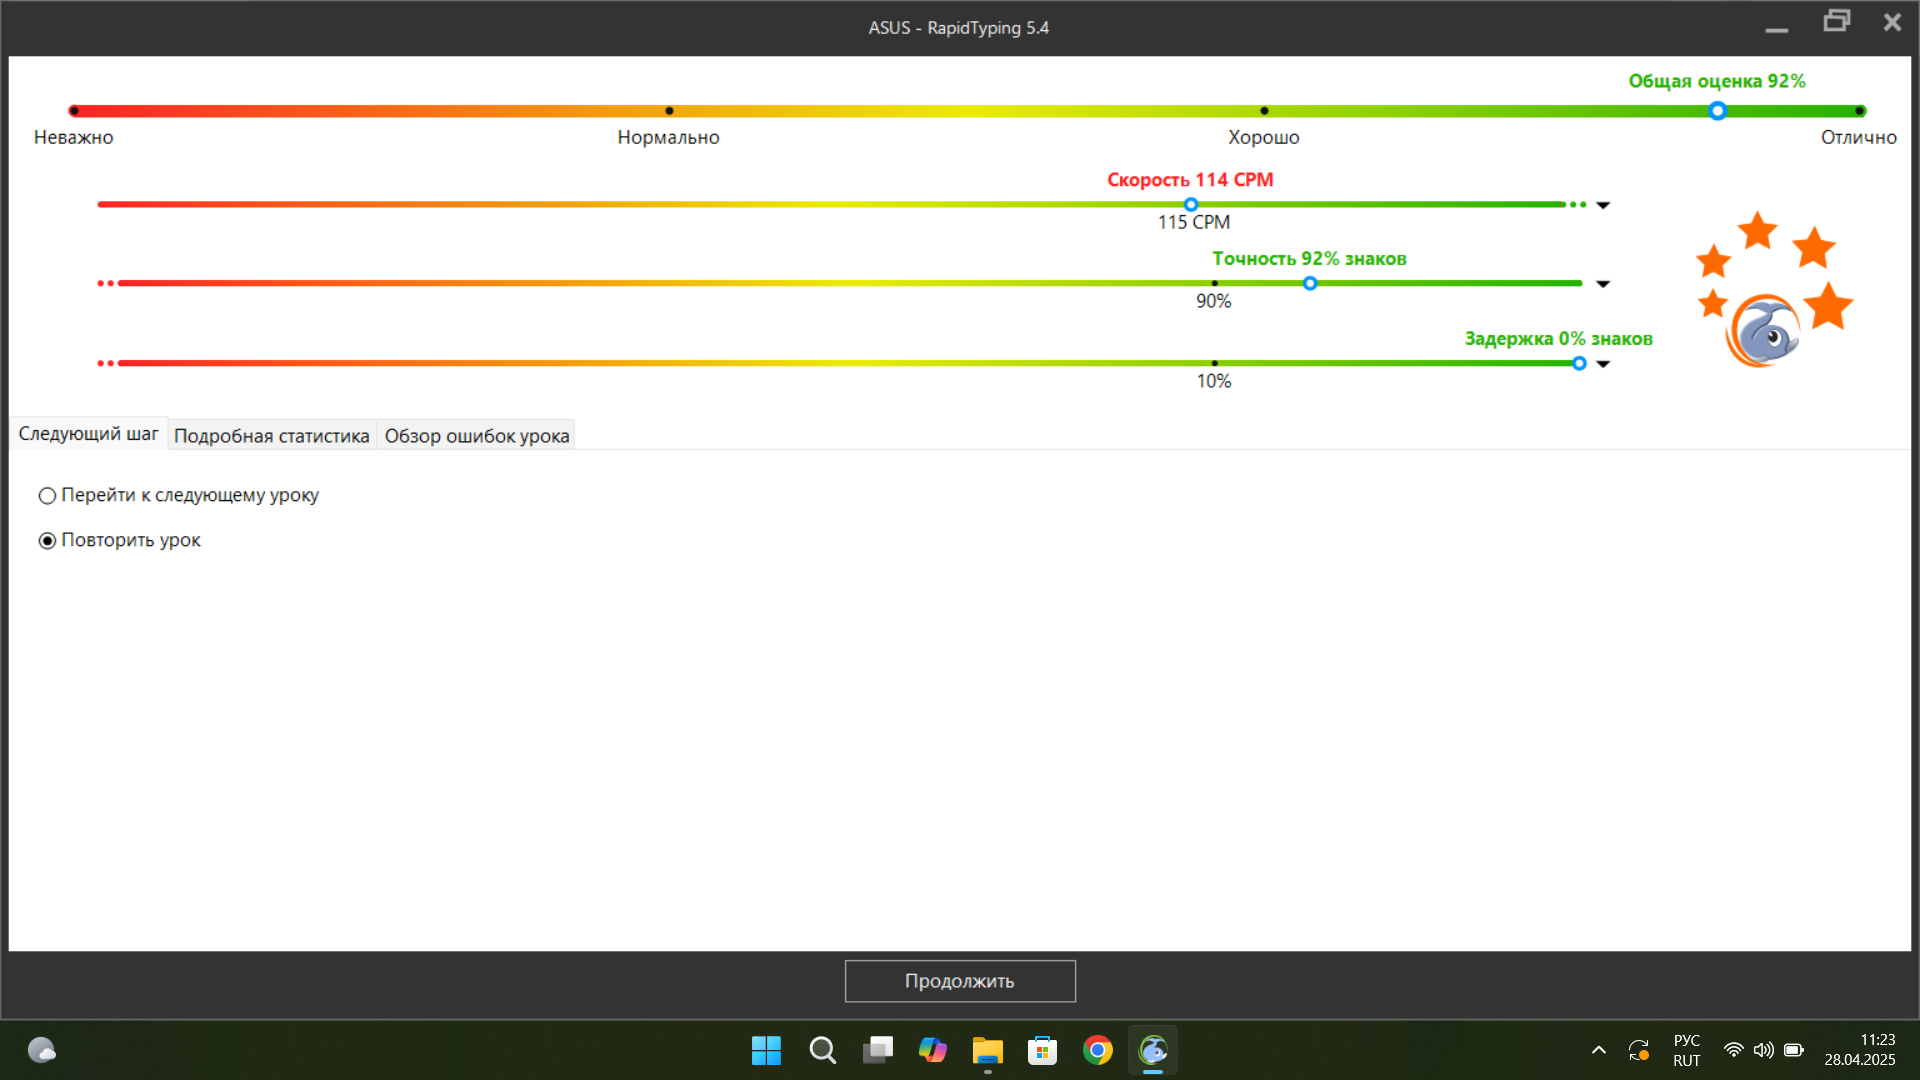 ASUS - RapidTyping 5.4
Общая оценка 92%
Неважно
Нормально
Хорошо
Отлично
Скорость 114 CPM
115 CPM
Точность 92% знаков
90%
Задержка 0% знаков
10%
Следующий шаг
Подробная статистика
Обзор ошибок урока
Перейти к следующему уроку
Повторить урок
Продолжить
РУС
RUT
11:23
28.04.2025